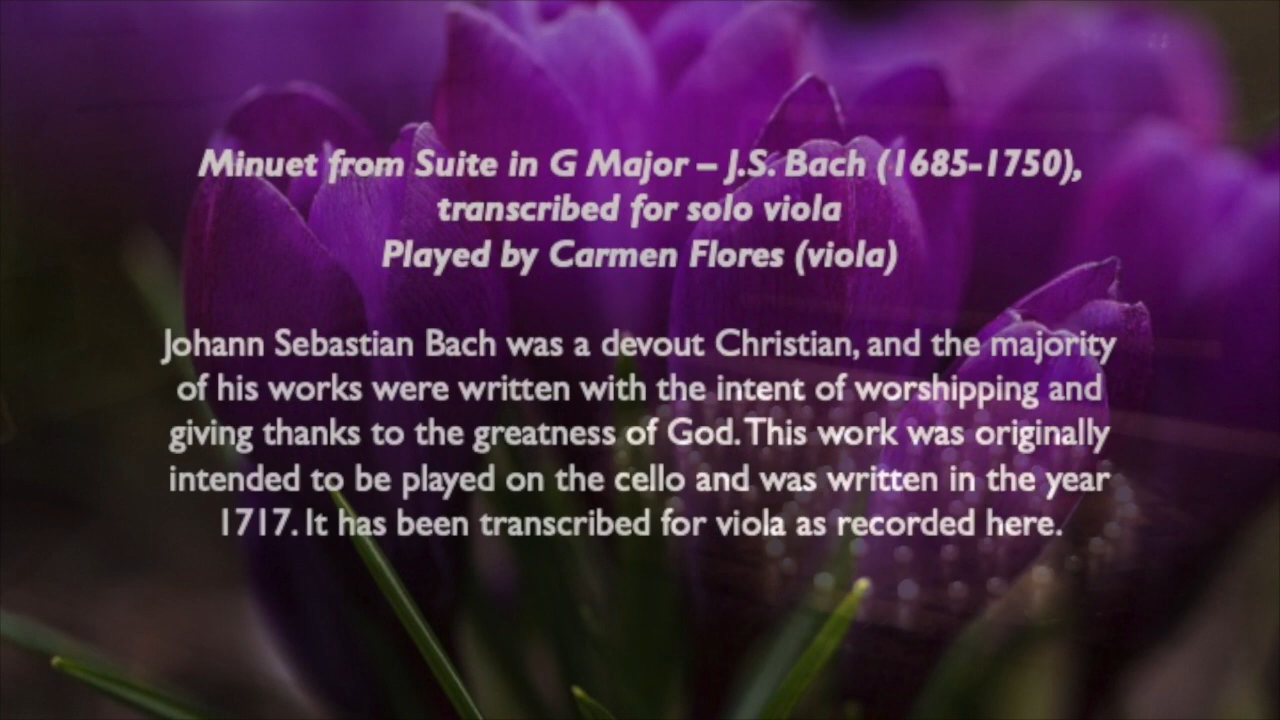 Minuet from Suite in G Major – J.S. Bach (1685-1750),
transcribed for solo viola
Played by Carmen Flores (viola)
Johann Sebastian Bach was a devout Christian, and the majority
of his works were written with the intent of worshipping and
giving thanks to the greatness of God. This work was originally
intended to be played on the cello and was written in the year
1717. It has been transcribed for viola as recorded here.